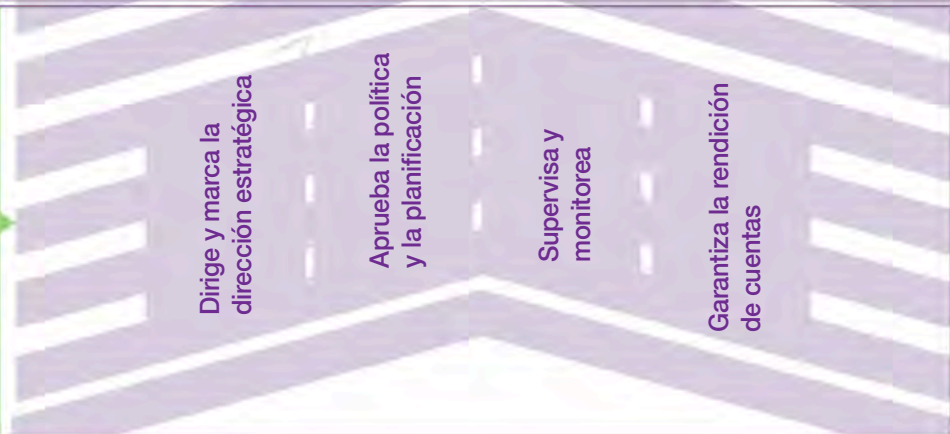 Dirige y marca la
dirección estratégica
Aprueba la política
y la planificación
Supervisa y
monitorea
Garantiza la rendición
de cuentas